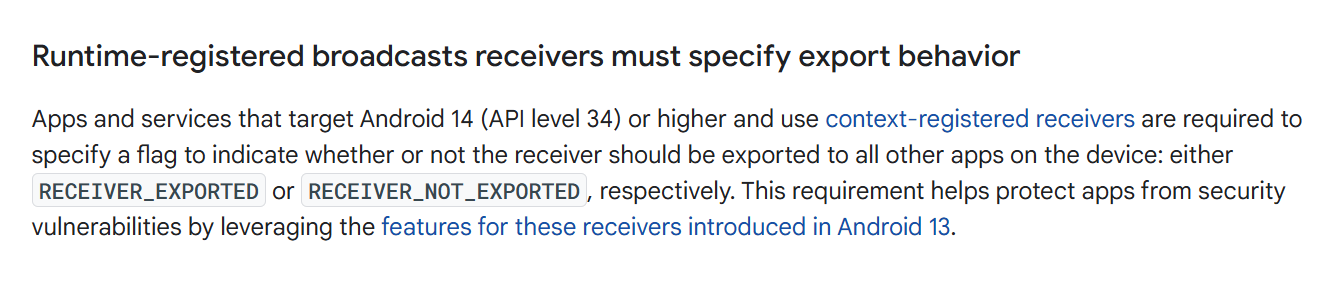 Runtime-registered broadcasts receivers must specify export behavior
Apps and services that target Android 14 (API level 34) or higher and use context-registered receivers are required to
specify a flag to indicate whether or not the receiver should be exported to all other apps on the device: either
RECEIVER_EXPORTED or RECEIVER_NOT_EXPORTED, respectively. This requirement helps protect apps from security
vulnerabilities by leveraging the features for these receivers introduced in Android 13.